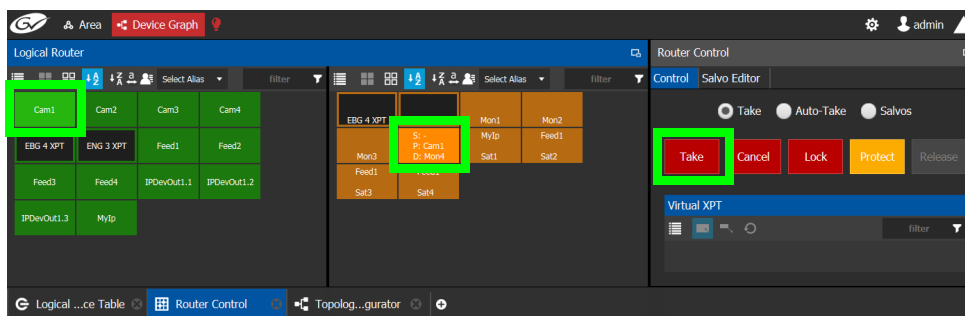 GV Area Device Graph admin
Logical Router Router Control
Select Alias filter Select Alias filter Control Salvo Editor
Take Auto-Take Salvos
Cam1 Cam2 Cam3 Cam4
EBG 4 XPT Mon1 Mon2
EBG 4 XPT ENG 3 XPT Feed1 Feed2
S: - MyIp Feed1
P: Cam1
Mon3 D: Mon4 Sat1 Sat2
Take Cancel Lock Protect Release
Feed3 Feed4 IPDevOut1.1 IPDevOut1.2
Feed1
Sat3 Sat4
IPDevOut1.3 MyIp
Virtual XPT
filter
Logical ...ce Table Router Control Topolog...gurator